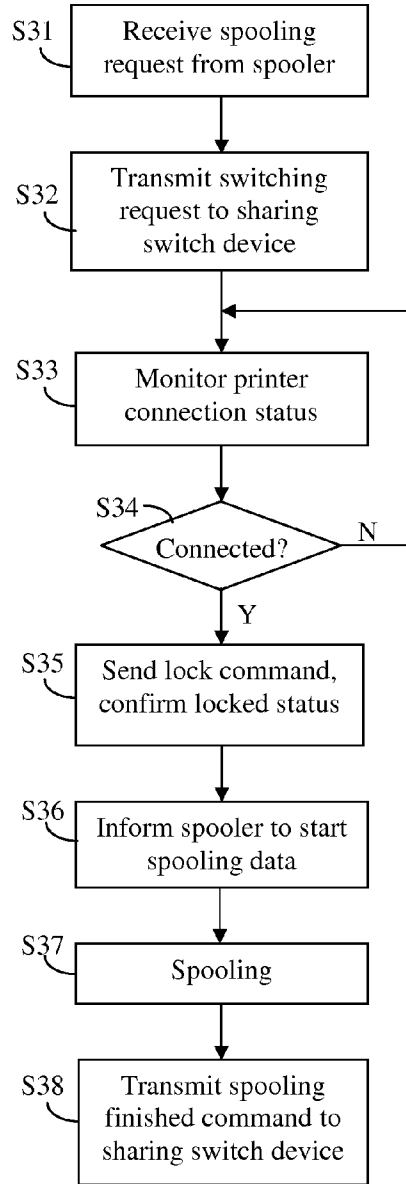 S31
Receive spooling
request from spooler
S32
Transmit switching
request to sharing
switch device
S33
Monitor printer
connection status
S34
Connected?
N
Y
S35
Send lock command,
confirm locked status
S36
Inform spooler to start
spooling data
S37
Spooling
S38
Transmit spooling
finished command to
sharing switch device